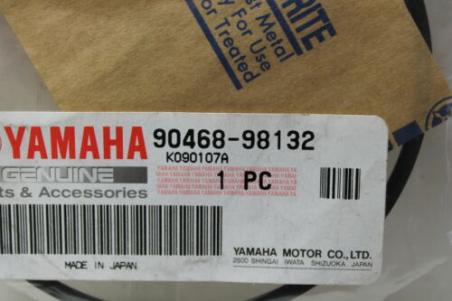 RITE
st Metal
y For Use
or Treated
YAMAHA 90468-98132
K090107A
GENUINE
ts & Accessories
1 PC
YAMAHA MOTOR CO., LTD.
2500 SHINGAI IWATA SHIZUOKA JAPAN
MADE IN JAPAN